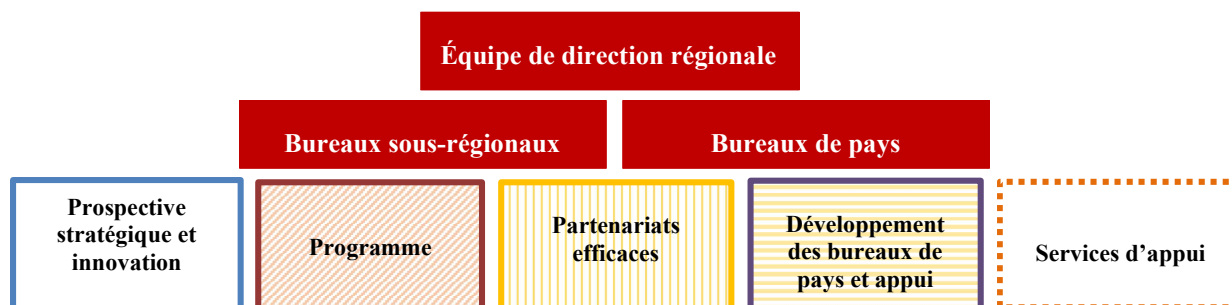 Équipe de direction régionale
Bureaux sous-régionaux
Bureaux de pays
Prospective
stratégique et
innovation
Programme
Partenariats
efficaces
Développement
des bureaux de
pays et appui
Services d'appui